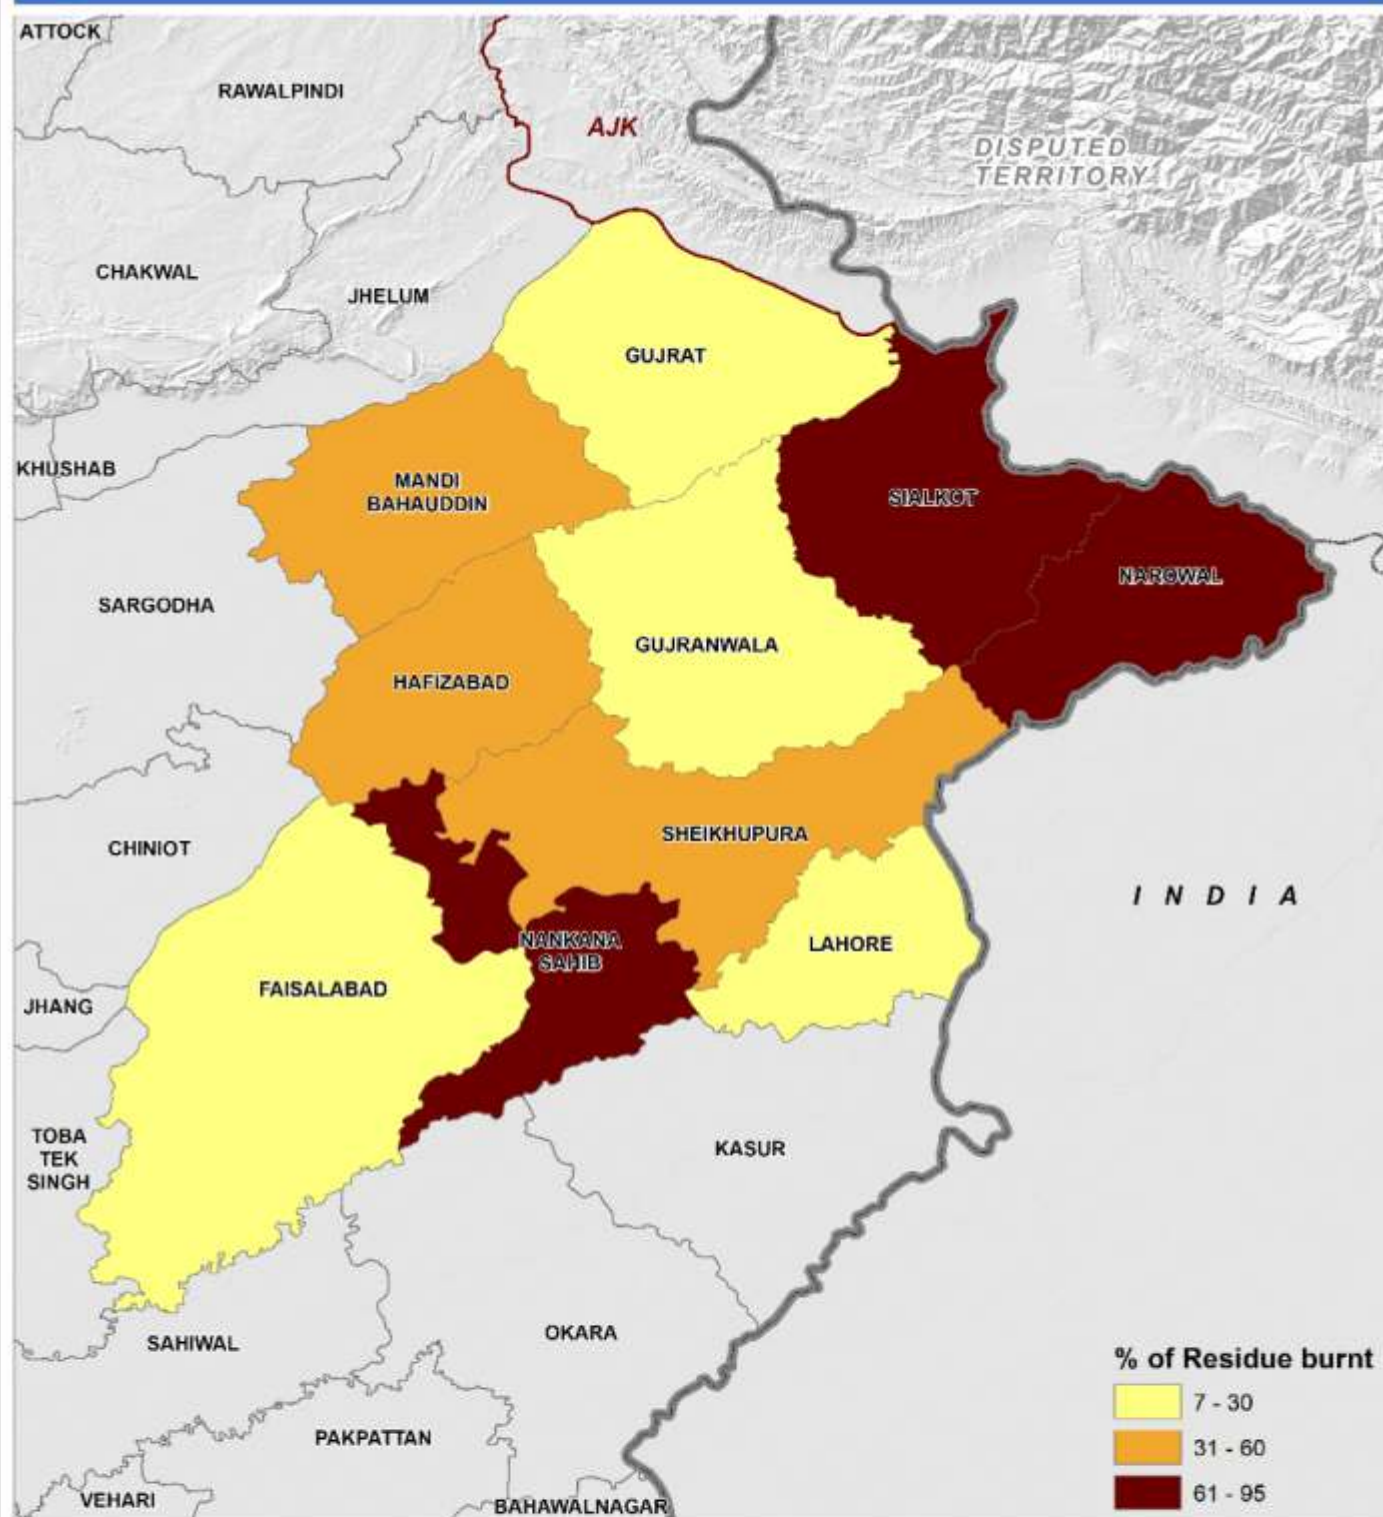 ATTOCK
RAWALPINDI
AJK
DISPUTED
TERRITORY
CHAKWAL
JHELUM
GUJRAT
KHUSHAB
MANDI
BAHAUDDIN
SIALKOT
NAROWAL
SARGODHA
GUJRANWALA
HAFIZABAD
SHEIKHUPURA
CHINIOT
INDIA
NANKANA
SAHIB
LAHORE
FAISALABAD
JHANG
TOBA
TEK
SINGH
KASUR
OKARA
SAHIWAL
% of Residue burnt
7 - 30
31 - 60
61 - 95
PAKPATTAN
VEHARI
BAHAWALNAGAR